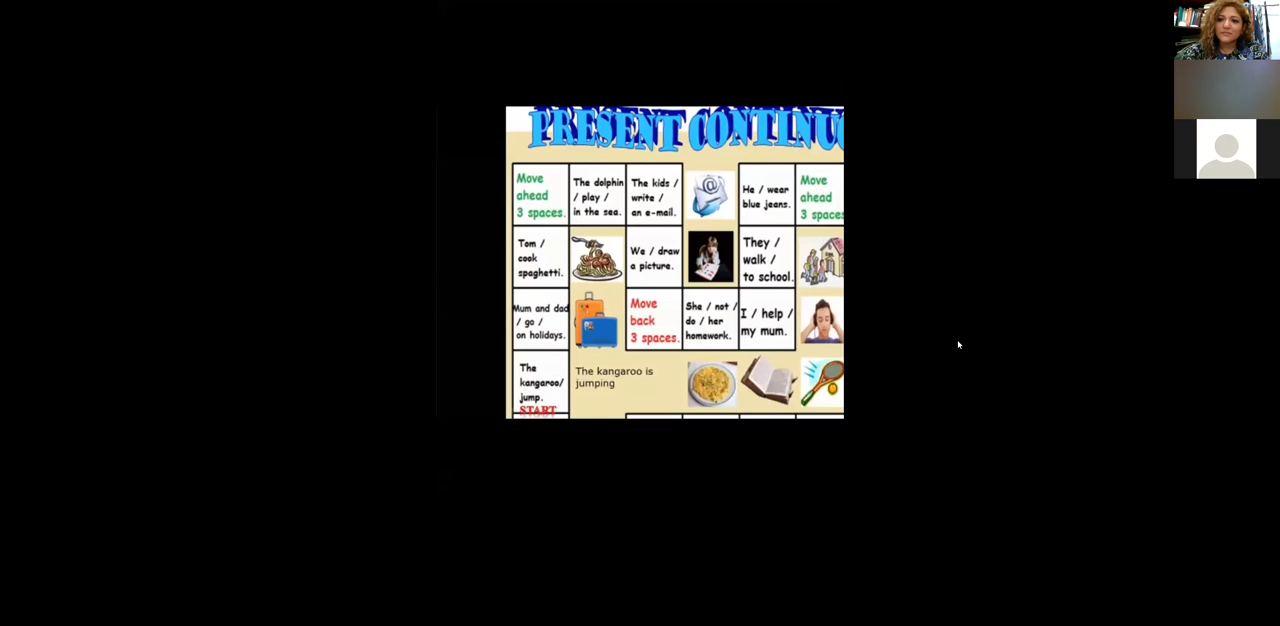 PRESENT CONTINU
Move
ahead
3 spaces.
The dolphin
/ play /
in the sea.
The kids /
write /
an e-mail.
@
He / wear
blue jeans.
Move
ahead
3 spaces
Tom /
cook
spaghetti.
We / draw
a picture.
They /
walk /
to school.
Mum and dad
/ go /
on holidays.
Move
back
3 spaces.
She / not /
do / her
homework.
I / help /
my mum.
The
kangaroo/
jump.
START
The kangaroo is
jumping